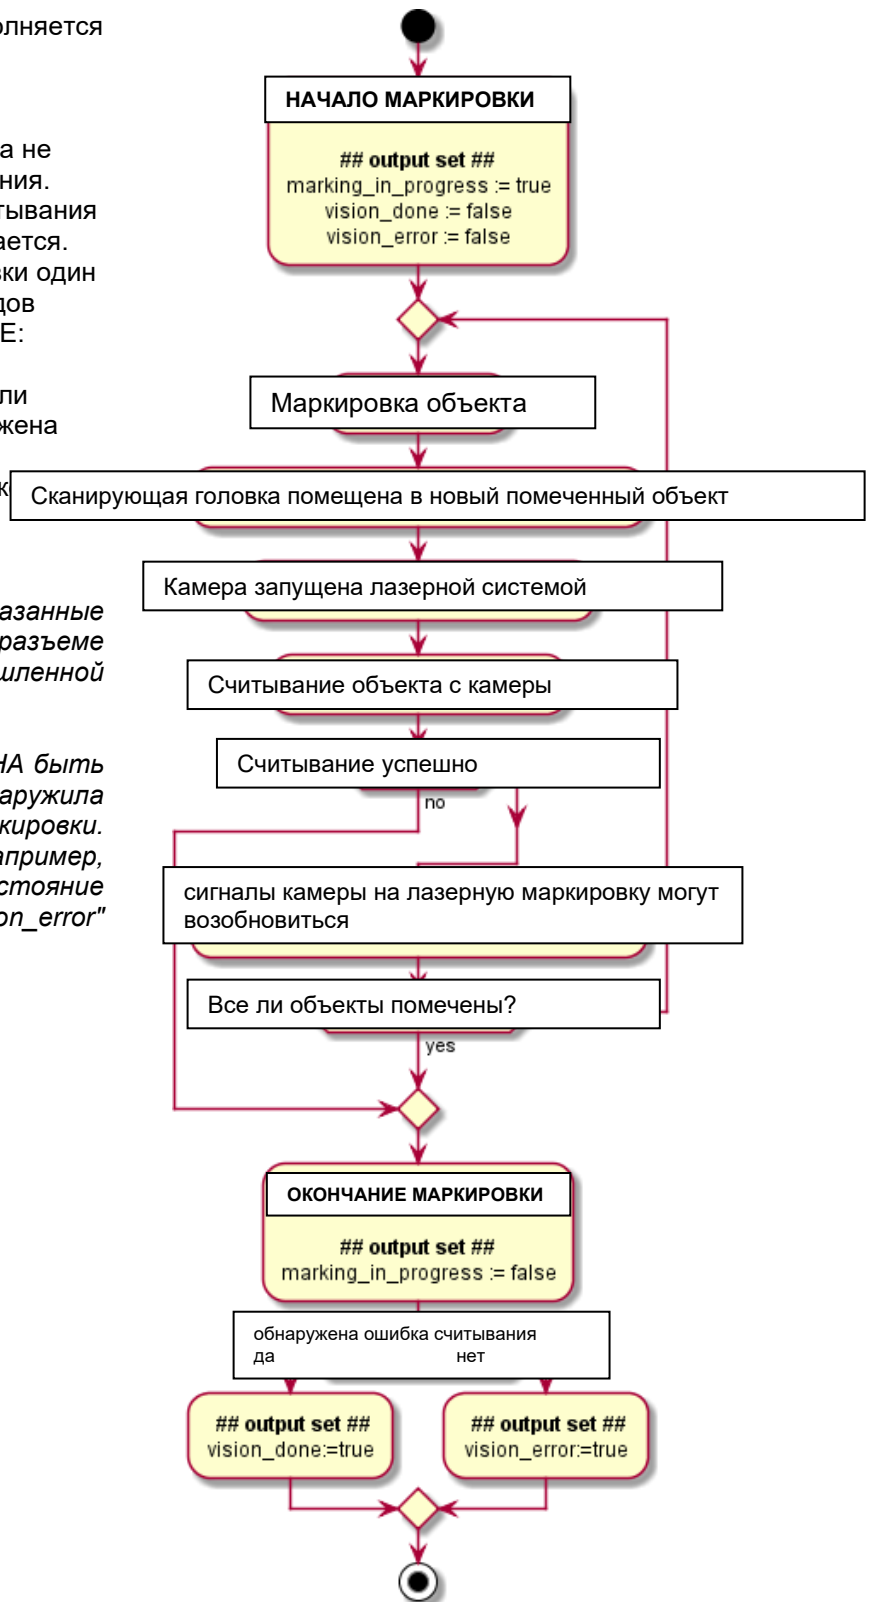 олняется
а не
ния.
тывания
ается.
вки один
дов
Е:
ли
жена
к
азанные
разъеме
шленной
НА быть
аружила
кировки.
апример,
стояние
on_error"
НАЧАЛО МАРКИРОВКИ
## output set ##
marking_in_progress := true
vision_done := false
vision_error := false
Маркировка объекта
Сканирующая головка помещена в новый помеченный объект
Камера запущена лазерной системой
Считывание объекта с камеры
Считывание успешно
no
сигналы камеры на лазерную маркировку могут
возобновиться
Все ли объекты помечены?
yes
ОКОНЧАНИЕ МАРКИРОВКИ
## output set ##
marking_in_progress := false
обнаружена ошибка считывания
да нет
## output set ##
vision_done:=true
## output set ##
vision_error:=true